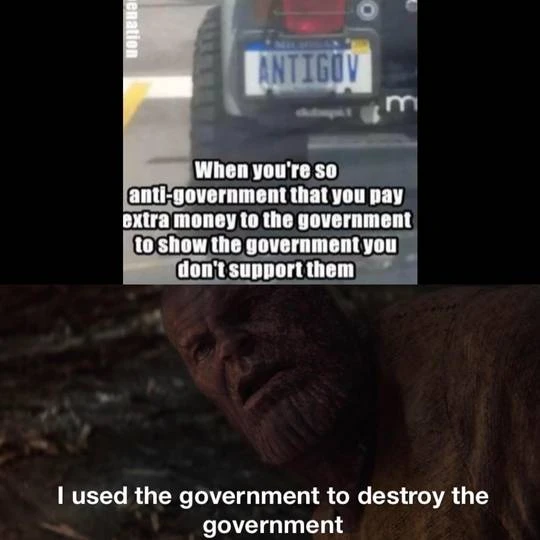 enation
ANTIGOV
m
When you're so
anti-government that you pay
extra money to the government
to show the government you
don't support them
I used the government to destroy the
government